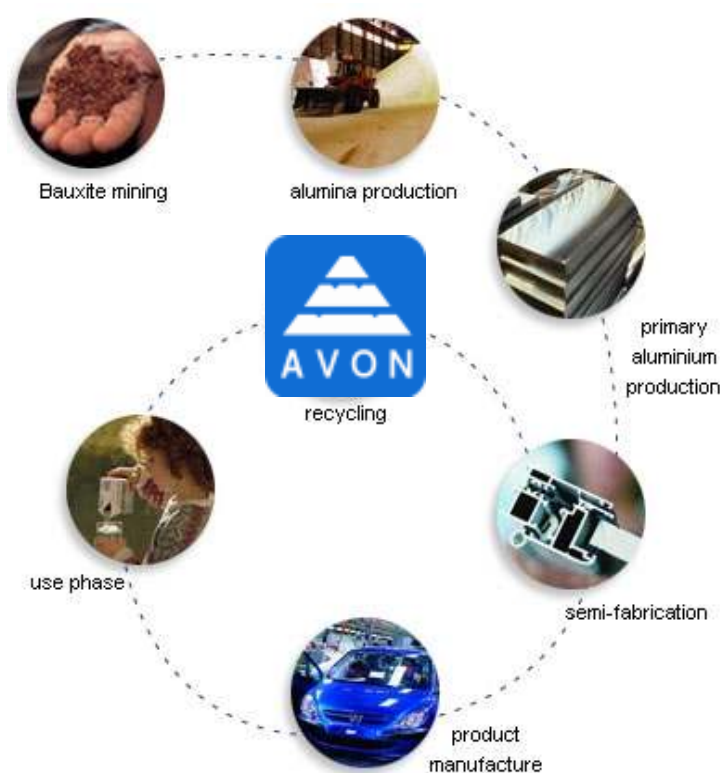 Bauxite mining
alumina production
primary
aluminium
production
AVON
recycling
use phase
semi-fabrication
product
manufacture